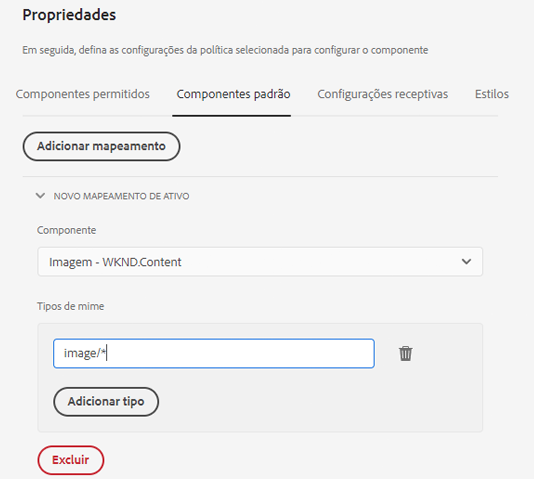 Propriedades
Em seguida, defina as configurações da política selecionada para configurar o componente
Componentes permitidos Componentes padrão Configurações receptivas Estilos
Adicionar mapeamento
NOVO MAPEAMENTO DE ATIVO
Componente
Imagem - WKND.Content
Tipos de mime
image/*
Adicionar tipo
Excluir